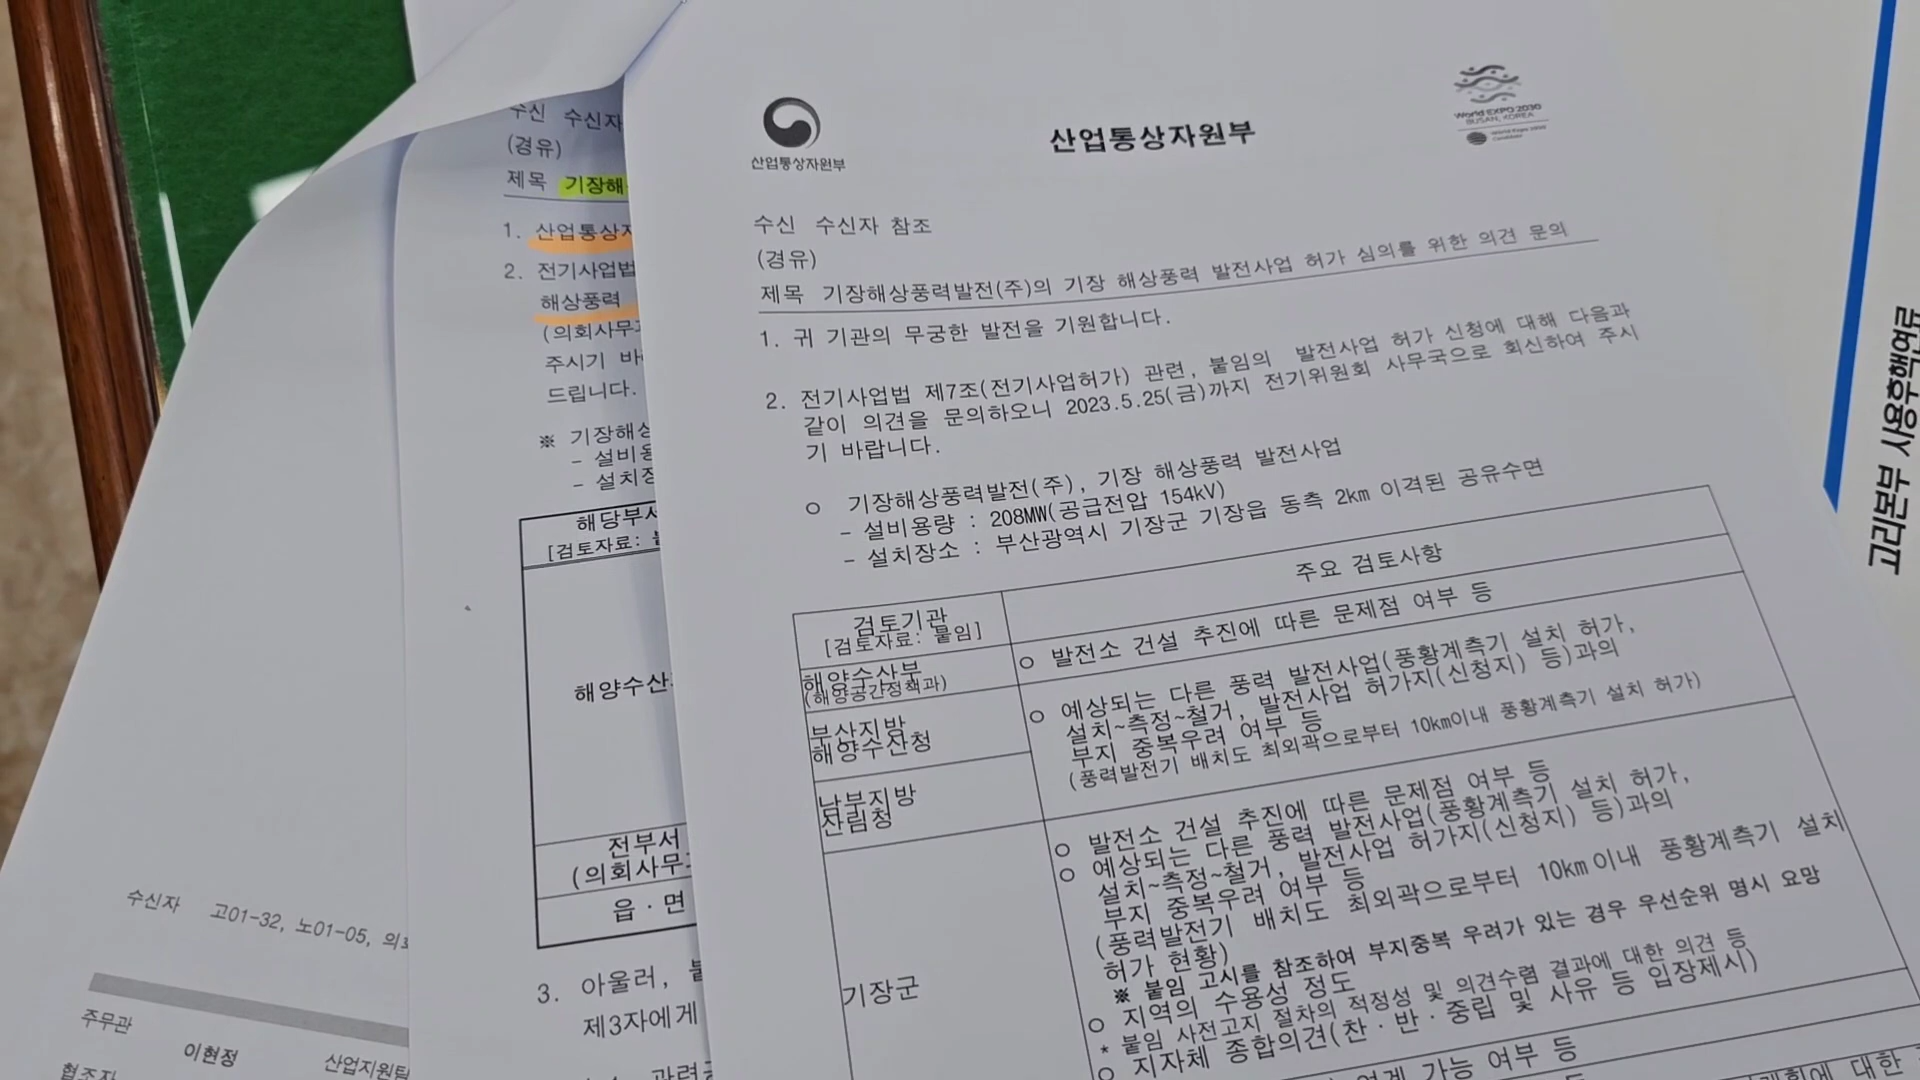 산업통상자원부
산업통상자원부
World EXPO 2030
BUSAN, KOREA
수신 수신자 참조
(경유)
제목 기장해상풍력발전(주)의 기장 해상풍력 발전사업 허가 심의를 위한 의견 문의
1. 귀 기관의 무궁한 발전을 기원합니다.
2. 전기사업법 제7조(전기사업허가) 관련, 붙임의 발전사업 허가 신청에 대해 다음과
같이 의견을 문의하오니 2023.5.25(금)까지 전기위원회 사무국으로 회신하여 주시
기 바랍니다.
○ 기장해상풍력발전(주), 기장 해상풍력 발전사업
- 설비용량 : 208MW(공급전압 154kV)
- 설치장소 : 부산광역시 기장군 기장읍 동측 2km 이격된 공유수면
검토기관
[검토자료: 붙임]
주요 검토사항
해양수산부
(해양공간정책과)
○ 발전소 건설 추진에 따른 문제점 여부 등
부산지방
해양수산청
남부지방
산림청
○ 예상되는 다른 풍력 발전사업(풍황계측기 설치 허가,
설치~측정~철거, 발전사업 허가지(신청지) 등)과의
부지 중복우려 여부 등
(풍력발전기 배치도 최외곽으로부터 10km이내 풍황계측기 설치 허가)
기장군
○ 발전소 건설 추진에 따른 문제점 여부 등
○ 예상되는 다른 풍력 발전사업(풍황계측기 설치 허가,
설치~측정~철거, 발전사업 허가지(신청지) 등)과의
부지 중복우려 여부 등
(풍력발전기 배치도 최외곽으로부터 10km이내 풍황계측기 설치
허가 현황)
※ 붙임 고시를 참조하여 부지중복 우려가 있는 경우 우선순위 명시 요망
○ 지역의 수용성 정도
* 붙임 사전고지 절차의 적정성 및 의견수렴 결과에 대한 의견 등
○ 지자체 종합의견(찬·반·중립 및 사유 등 입장제시)
가능 여부 등
대한
수신 수신자
(경유)
제목 기장해
1. 산업통상
2. 전기사업법
해상풍력
(의회사무
주시기
드립니다.
※ 기장해상
- 설비
- 설치
해당부서
[검토자료:
해양수산
전부서
(의회사무
읍·면
3. 아울러,
제3자에게
수신자 고01-32, 노01-05,
주무관
이현정
산업지원팀
협조자
고리본부 사용후핵연료